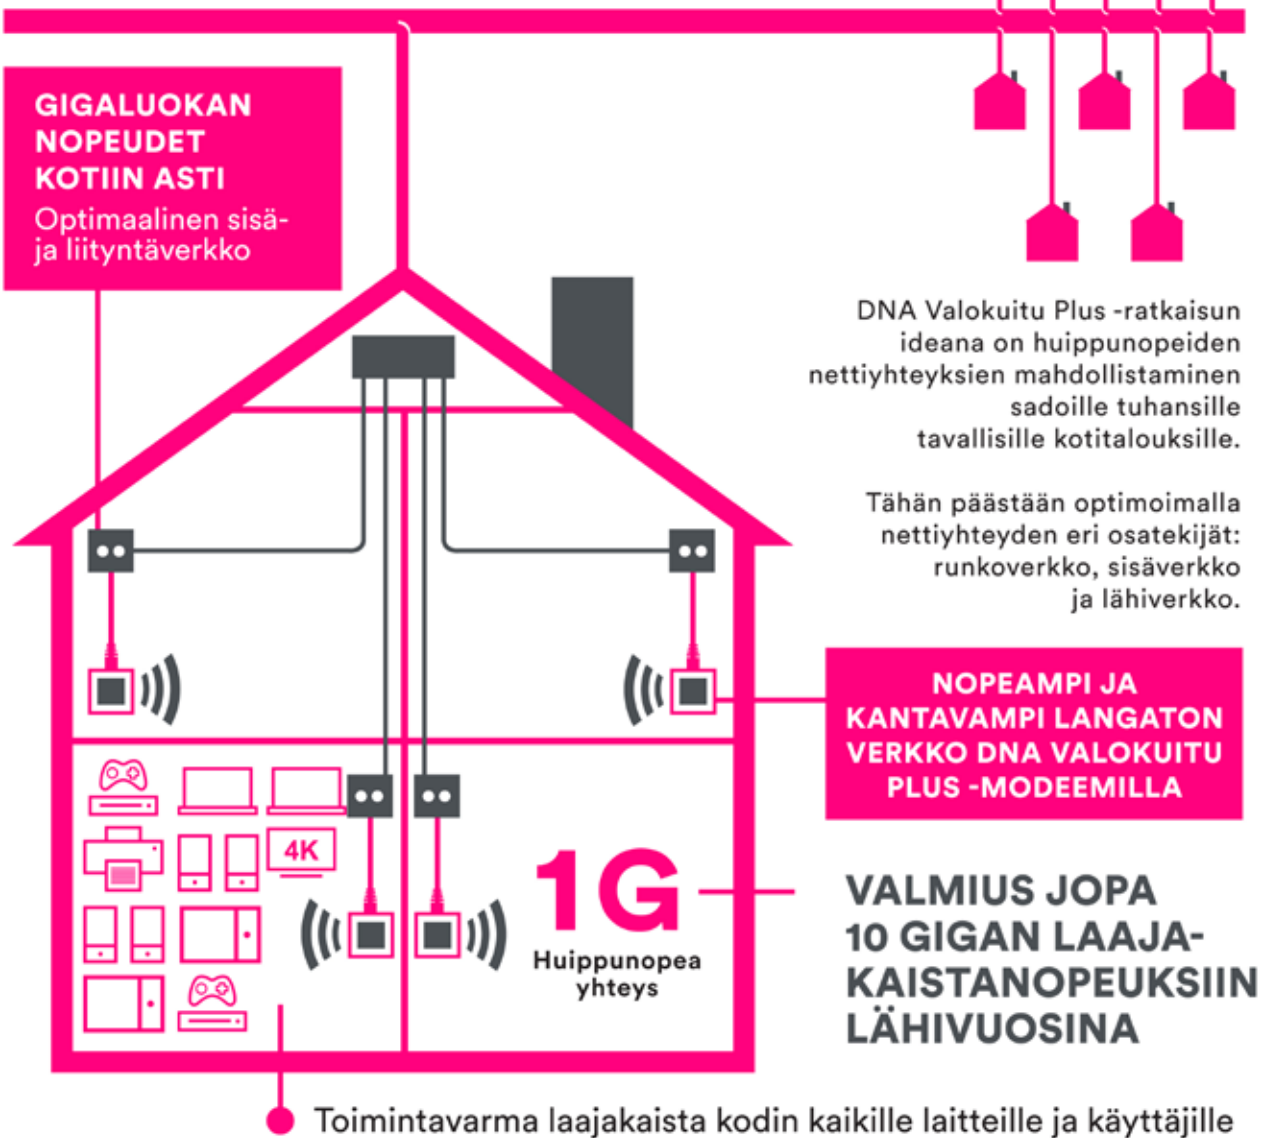 GIGALUOKAN
NOPEUDET
KOTIIN ASTI
Optimaalinen sisä-
ja liityntäverkko
DNA Valokuitu Plus -ratkaisun
ideana on huippunopeiden
nettiyhteyksien mahdollistaminen
sadoille tuhansille
tavallisille kotitalouksille.
Tähän päästään optimoimalla
nettiyhteyden eri osatekijät:
runkoverkko, sisäverkko
ja lähiverkko.
NOPEAMPI JA
KANTAVAMPI LANGATON
VERKKO DNA VALOKUITU
PLUS -MODEEMILLA
4K
1G
Huippunopea
yhteys
VALMIUS JOPA
10 GIGAN LAAJA-
KAISTANOPEUKSIIN
LÄHIVUOSINA
Toimintavarma laajakaista kodin kaikille laitteille ja käyttäjille